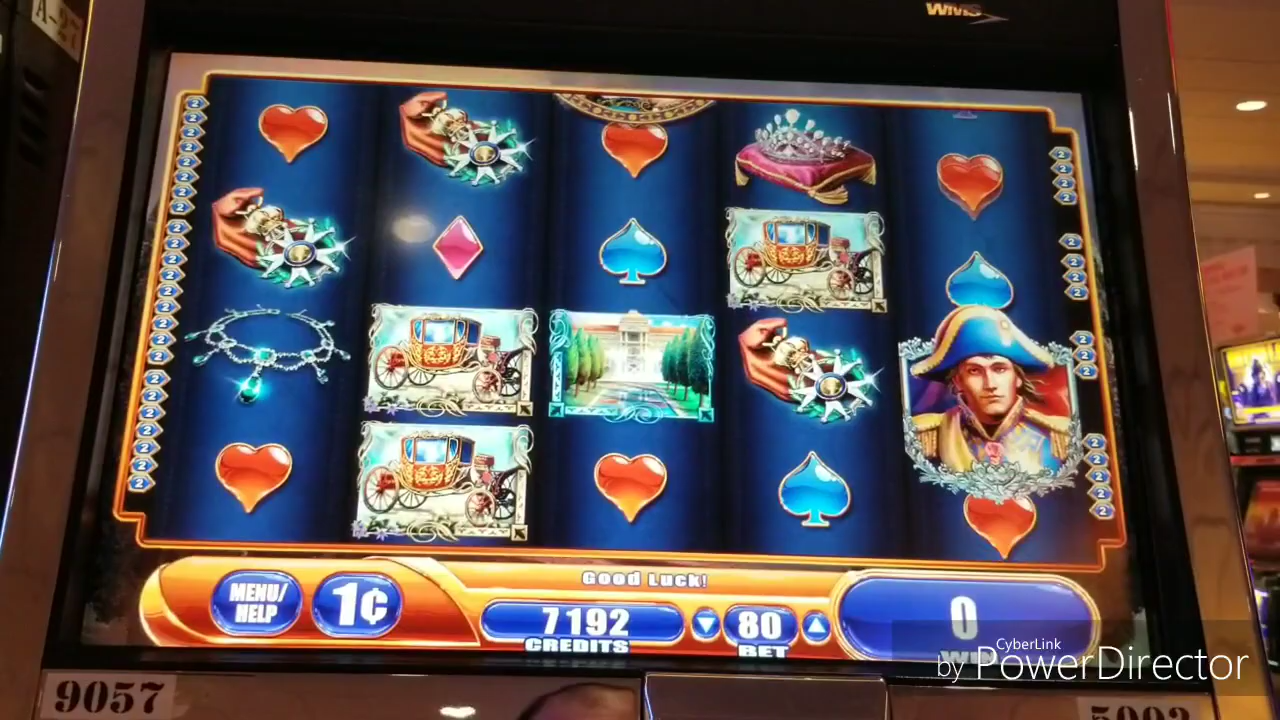 A-27
WMS
Good Luck!
MENU/
HELP
1¢
7192
CREDITS
80
BET
0
WIN
CyberLink
by PowerDirector
9057